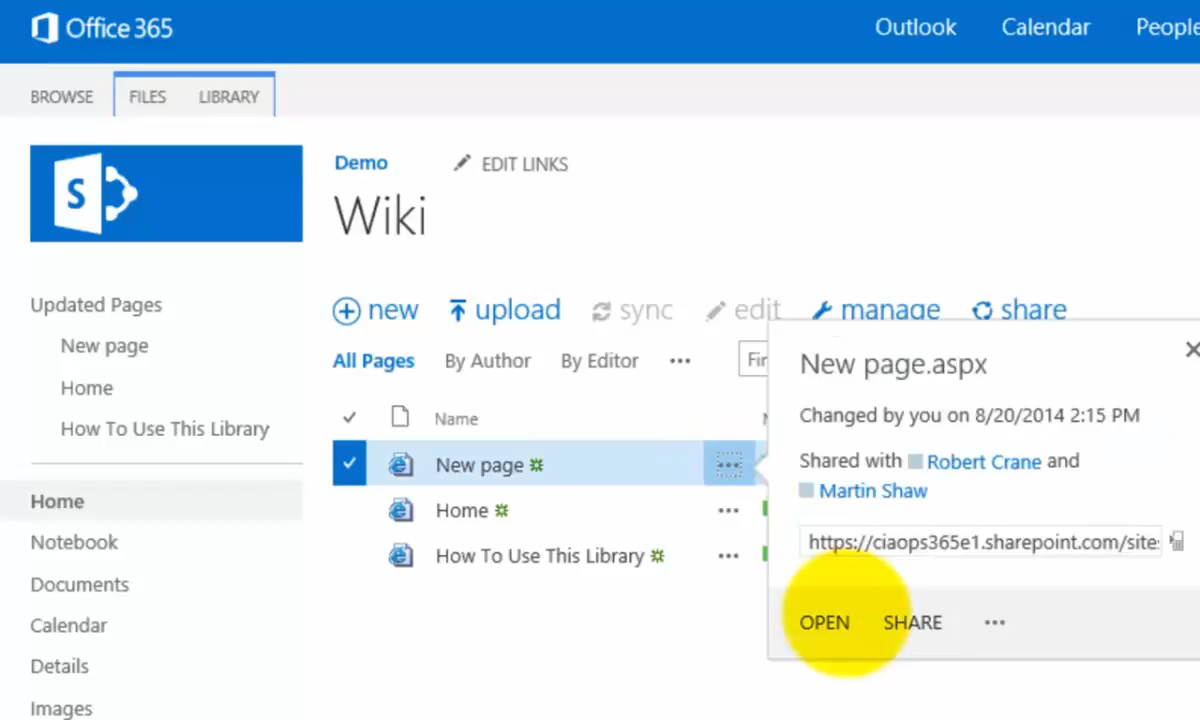 Office 365
Outlook Calendar People
BROWSE FILES LIBRARY
S
Demo EDIT LINKS
Wiki
Updated Pages
New page
Home
How To Use This Library
Home
Notebook
Documents
Calendar
Details
Images
new upload sync edit manage share
All Pages By Author By Editor ...
Name
New page
Home ...
How To Use This Library ...
New page.aspx
Changed by you on 8/20/2014 2:15 PM
Shared with Robert Crane and
Martin Shaw
https://ciaops365e1.sharepoint.com/site
OPEN SHARE ...